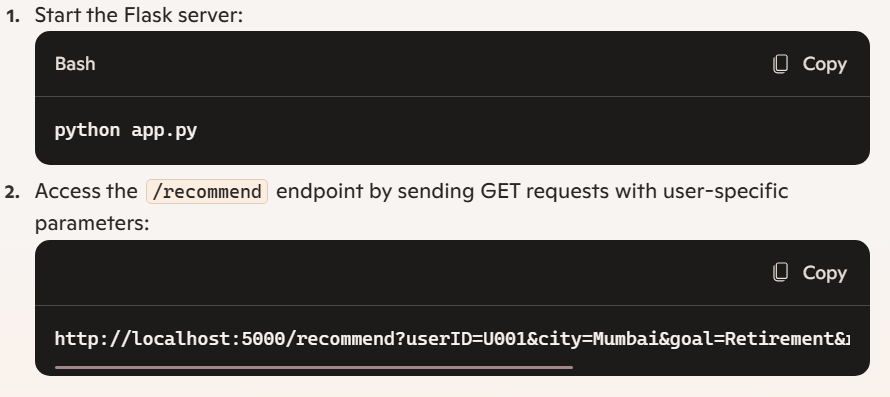 1. Start the Flask server:
Bash
Copy
python app.py
2. Access the /recommend endpoint by sending GET requests with user-specific
parameters:
Copy
http://localhost:5000/recommend?userID=U001&city=Mumbai&goal=Retirement&